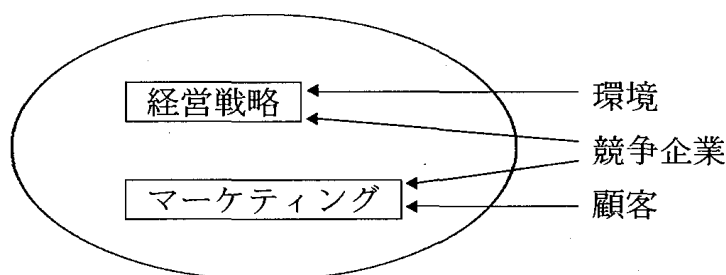 経営戦略
環境
競争企業
マーケティング
顧客